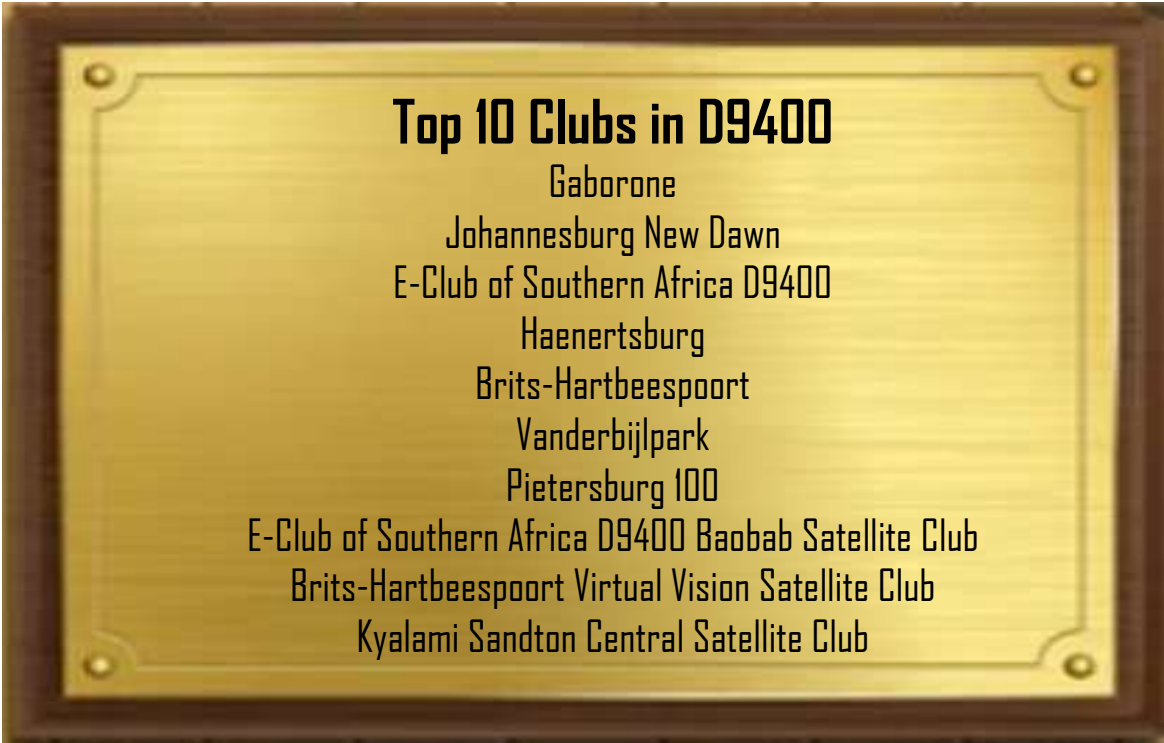 Top 10 Clubs in D9400
Gaborone
Johannesburg New Dawn
E-Club of Southern Africa D9400
Haenertsburg
Brits-Hartbeespoort
Vanderbijlpark
Pietersburg 100
E-Club of Southern Africa D9400 Baobab Satellite Club
Brits-Hartbeespoort Virtual Vision Satellite Club
Kyalami Sandton Central Satellite Club